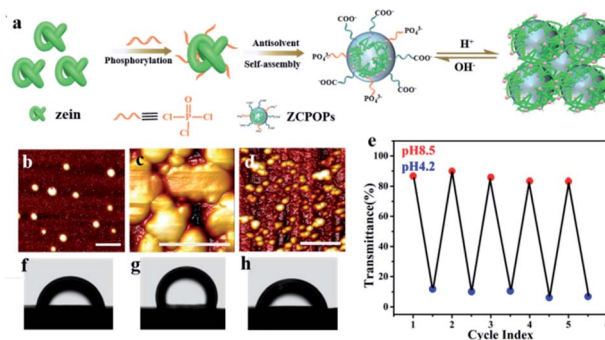 a
Phosphorylation
Antisolvent
Self-assembly
COO-
COO-
PO₄³⁻
PO₄³⁻
COO-
-OOC
COO-
PO₄³⁻
H⁺
OH⁻
zein
O
Cl-P-Cl
Cl
ZCPOPs
b
c
d
e
pH8.5
pH4.2
Transmittance(%)
100
80
60
40
20
0
1
2
3
4
5
Cycle Index
f
g
h